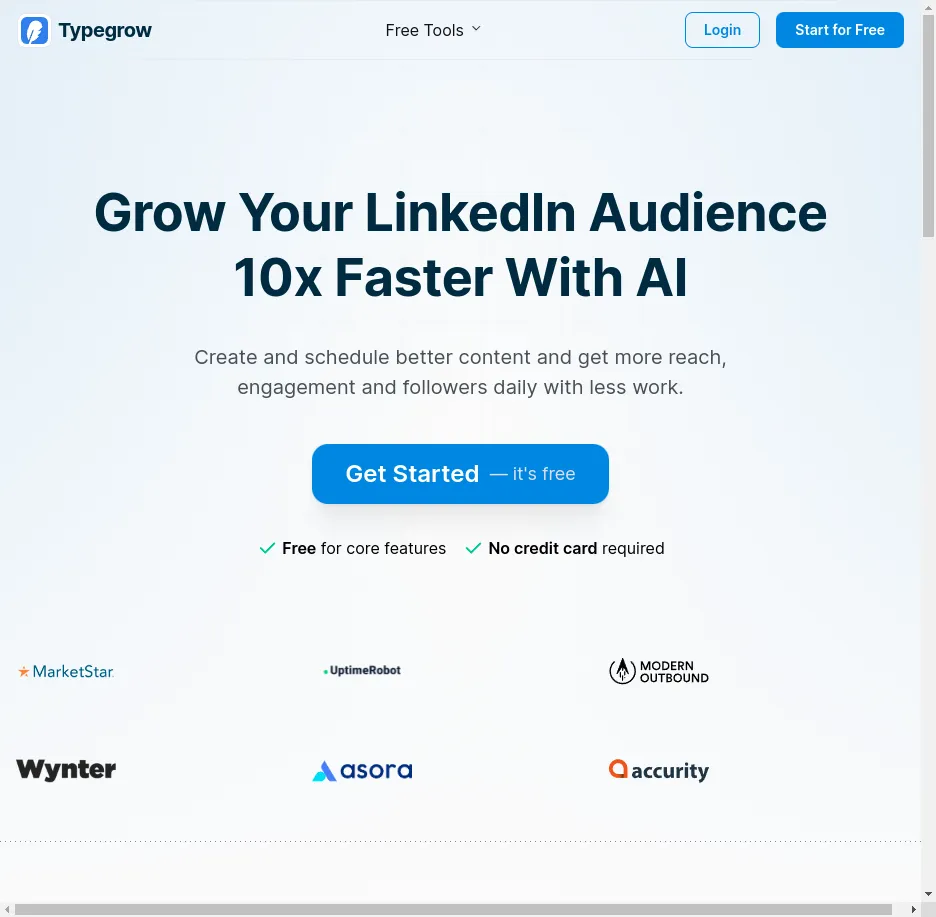 Typegrow
Free Tools
Login
Start for Free
Grow Your LinkedIn Audience
10x Faster With AI
Create and schedule better content and get more reach,
engagement and followers daily with less work.
Get Started — it's free
Free for core features
No credit card required
MarketStar
UptimeRobot
MODERN
OUTBOUND
Wynter
asora
accurity